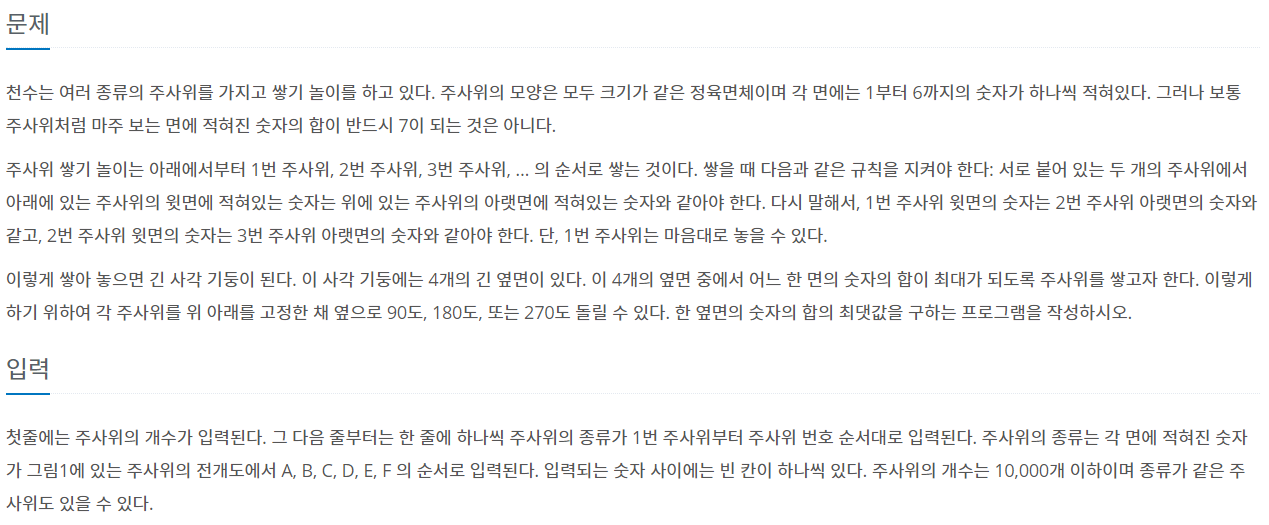 문제
천수는 여러 종류의 주사위를 가지고 쌓기 놀이를 하고 있다. 주사위의 모양은 모두 크기가 같은 정육면체이며 각 면에는 1부터 6까지의 숫자가 하나씩 적혀있다. 그러나 보통
주사위처럼 마주 보는 면에 적혀진 숫자의 합이 반드시 7이 되는 것은 아니다.
주사위 쌓기 놀이는 아래에서부터 1번 주사위, 2번 주사위, 3번 주사위, … 의 순서로 쌓는 것이다. 쌓을 때 다음과 같은 규칙을 지켜야 한다: 서로 붙어 있는 두 개의 주사위에서
아래에 있는 주사위의 윗면에 적혀있는 숫자는 위에 있는 주사위의 아랫면에 적혀있는 숫자와 같아야 한다. 다시 말해서, 1번 주사위 윗면의 숫자는 2번 주사위 아랫면의 숫자와
같고, 2번 주사위 윗면의 숫자는 3번 주사위 아랫면의 숫자와 같아야 한다. 단, 1번 주사위는 마음대로 놓을 수 있다.
이렇게 쌓아 놓으면 긴 사각 기둥이 된다. 이 사각 기둥에는 4개의 긴 옆면이 있다. 이 4개의 옆면 중에서 어느 한 면의 숫자의 합이 최대가 되도록 주사위를 쌓고자 한다. 이렇게
하기 위하여 각 주사위를 위 아래를 고정한 채 옆으로 90도, 180도, 또는 270도 돌릴 수 있다. 한 옆면의 숫자의 합의 최댓값을 구하는 프로그램을 작성하시오.
입력
첫줄에는 주사위의 개수가 입력된다. 그 다음 줄부터는 한 줄에 하나씩 주사위의 종류가 1번 주사위부터 주사위 번호 순서대로 입력된다. 주사위의 종류는 각 면에 적혀진 숫자
가 그림1에 있는 주사위의 전개도에서 A, B, C, D, E, F 의 순서로 입력된다. 입력되는 숫자 사이에는 빈 칸이 하나씩 있다. 주사위의 개수는 10,000개 이하이며 종류가 같은 주
사위도 있을 수 있다.